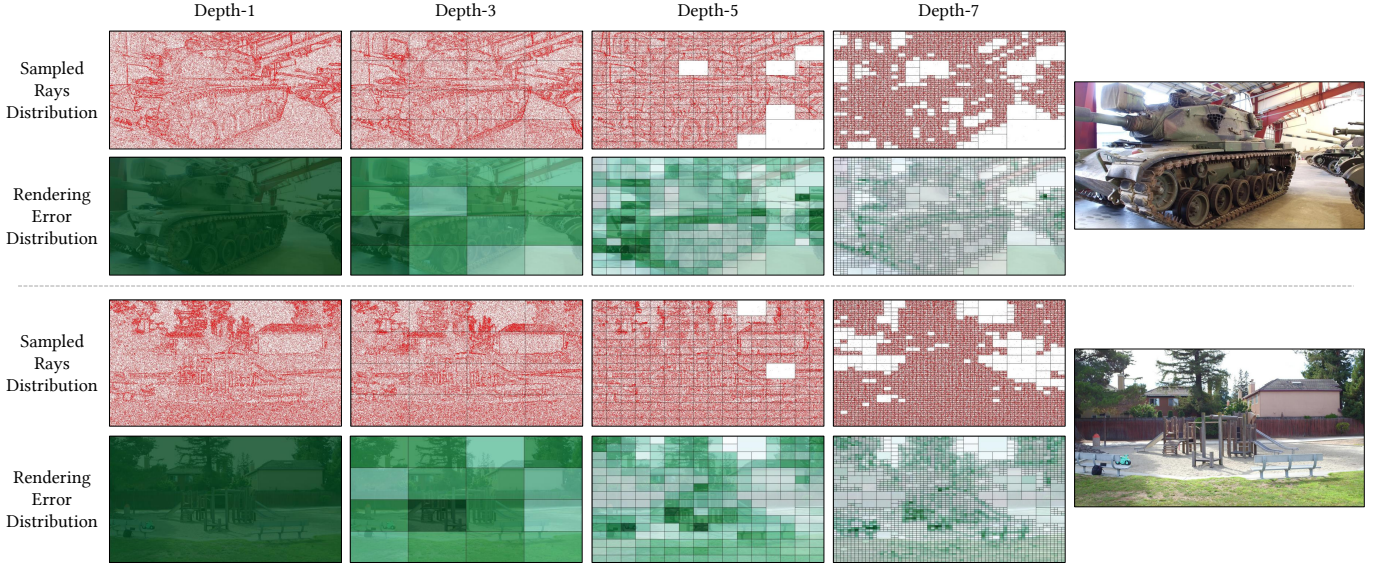 Depth-1
Depth-3
Depth-5
Depth-7
Sampled
Rays
Distribution
Rendering
Error
Distribution
Sampled
Rays
Distribution
Rendering
Error
Distribution